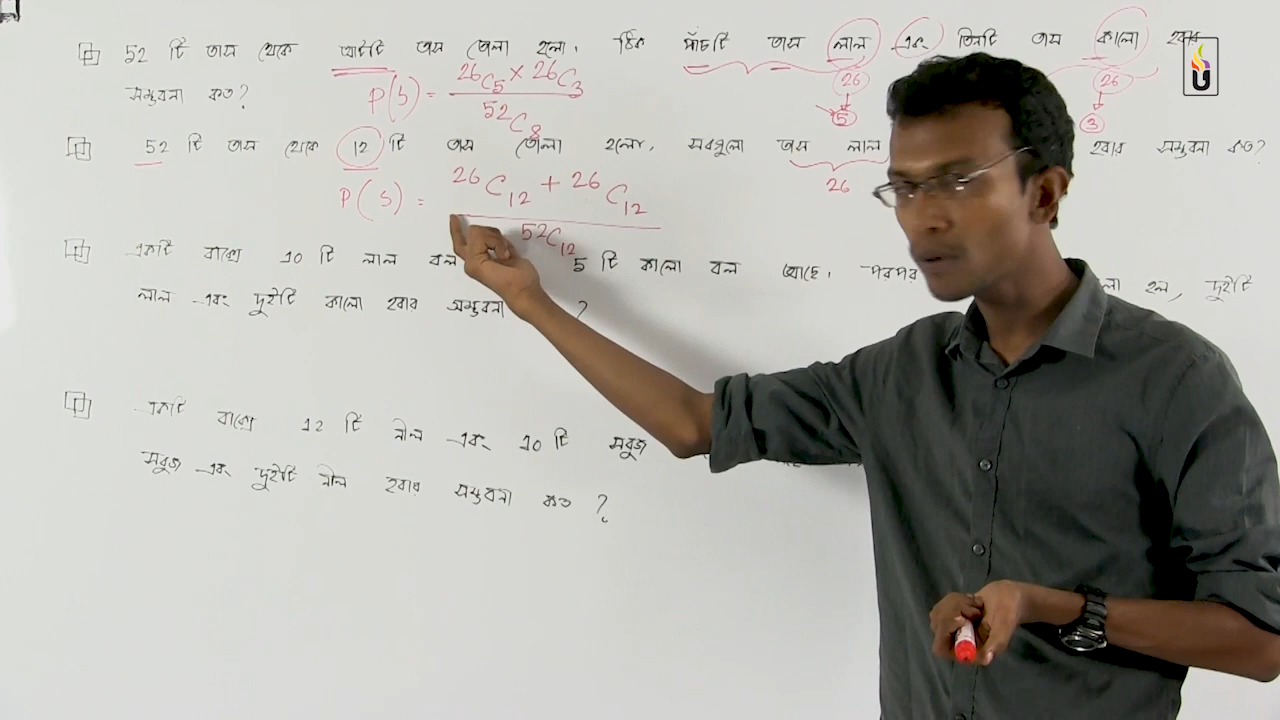 52 টি তাস থেকে আটটি তাস তোলা হলো। ঠিক পাঁচটি তাস লাল এবং তিনটি তাস কালো হবার
সম্ভবনা কত?
P(S) = 26C5 × 26C3 / 52C8
26
5
26
3
52 টি তাস থেকে 12 টি তাস তোলা হলো, সবগুলো তাস লাল হবার সম্ভবনা কত?
26
P(S) = 26C12 + 26C12 / 52C12
একটি বাক্সে 10 টি লাল বল 5 টি কালো বল আছে, পরপর লা হল, দুইটি
লাল এবং দুইটি কালো হবার সম্ভবনা ?
একটি বাক্সে 12 টি নীল এবং 10 টি সবুজ
সবুজ এবং দুইটি নীল হবার সম্ভবনা কত ?
U